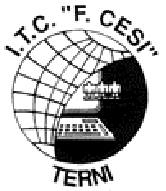 I.T.C. "F. CESI"
TERNI